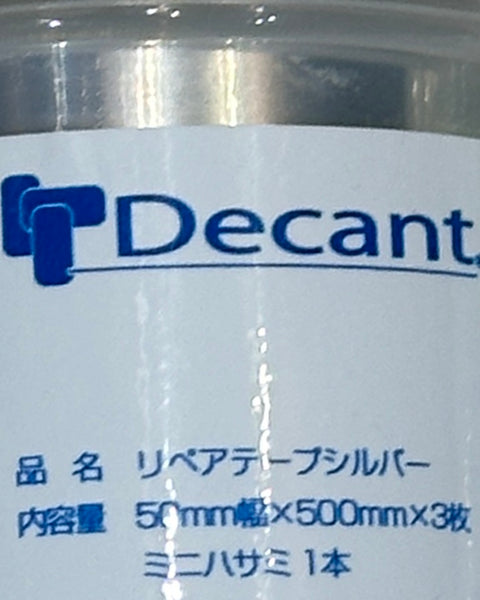 Decant
品 名 リペアテープシルバー
内容量 50mm幅×500mm×3枚
ミニハサミ 1本